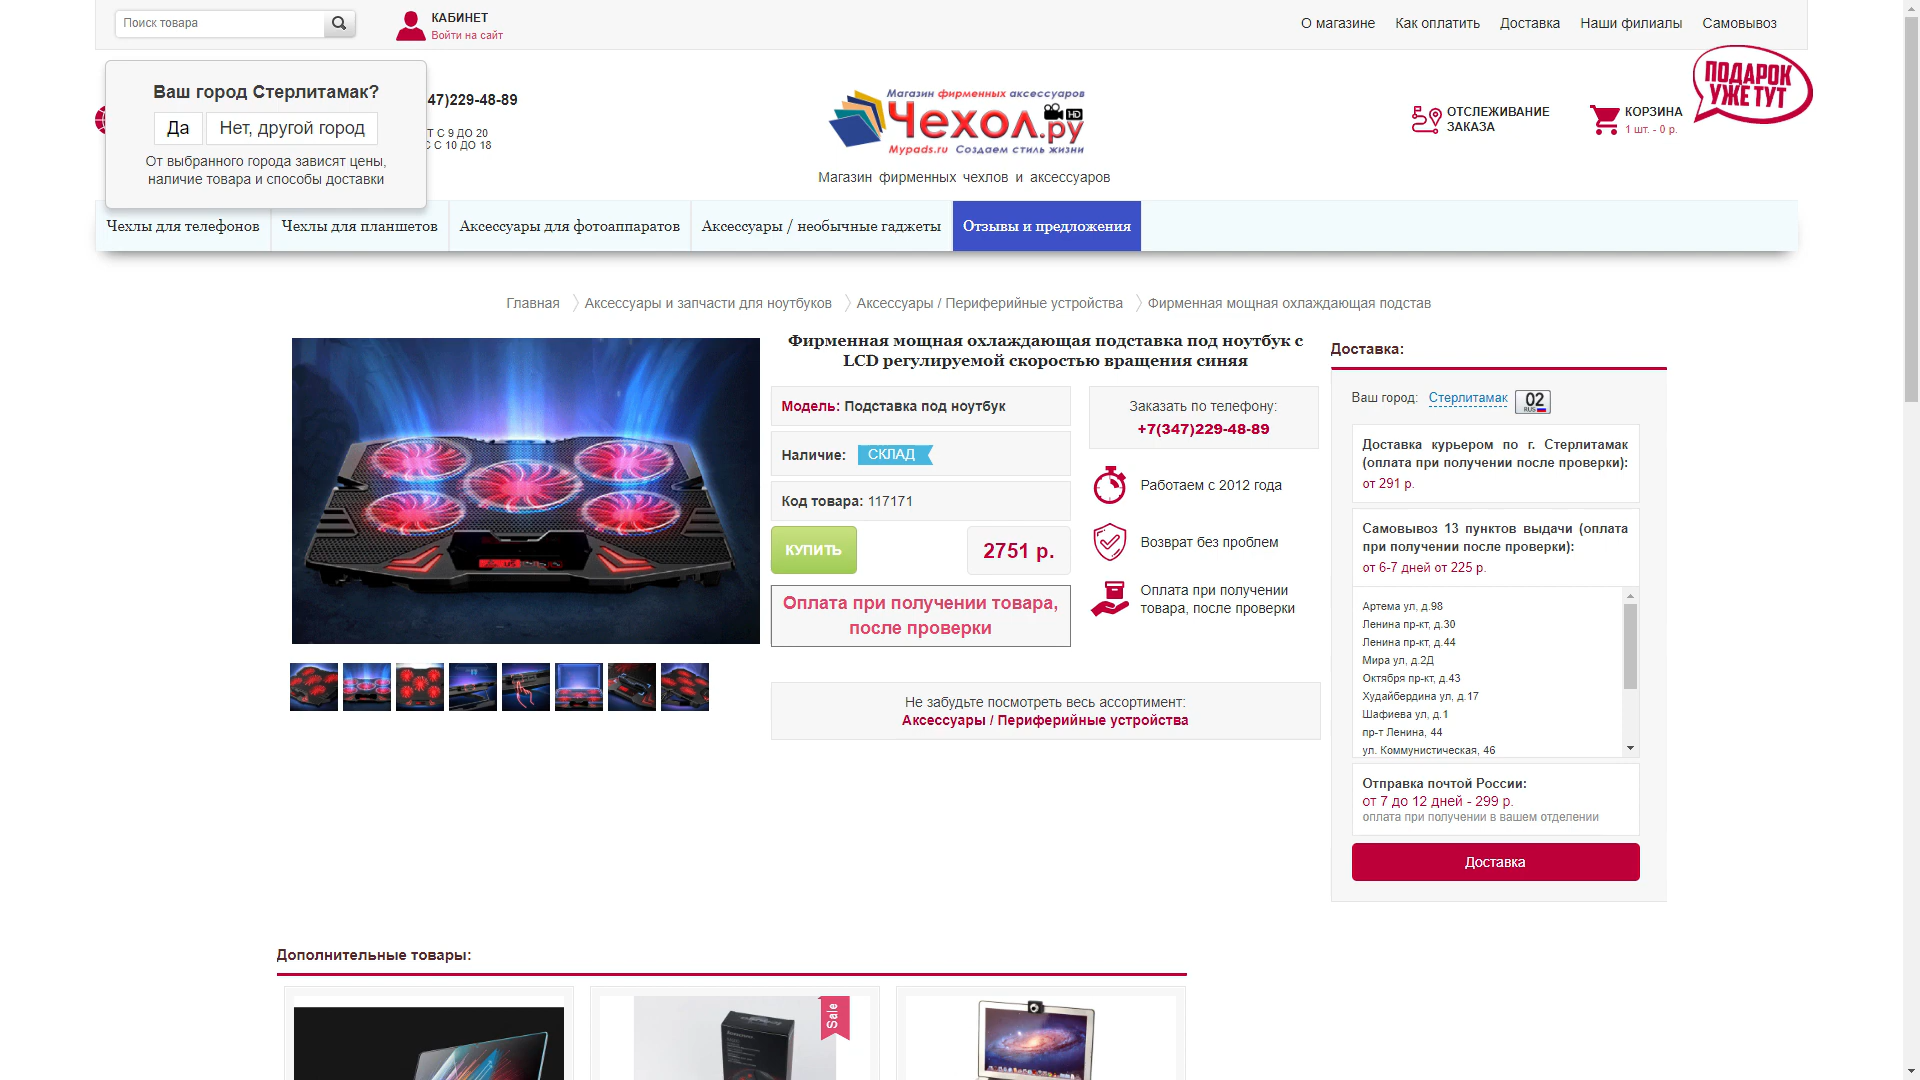 Поиск товара
КАБИНЕТ
Войти на сайт
О магазине
Как оплатить
Доставка
Наши филиалы
Самовывоз
Ваш город Стерлитамак?
Да
Нет, другой город
От выбранного города зависят цены,
наличие товара и способы доставки
47)229-48-89
Т С 9 ДО 20
С С 10 ДО 18
Магазин фирменных аксессуаров
Чехол.ру
HD
Mypads.ru Создаем стиль жизни
Магазин фирменных чехлов и аксессуаров
ОТСЛЕЖИВАНИЕ
ЗАКАЗА
КОРЗИНА
1 шт. - 0 р.
ПОДАРОК
УЖЕ ТУТ
Чехлы для телефонов
Чехлы для планшетов
Аксессуары для фотоаппаратов
Аксессуары / необычные гаджеты
Отзывы и предложения
Главная
Аксессуары и запчасти для ноутбуков
Аксессуары / Периферийные устройства
Фирменная мощная охлаждающая подстав
Фирменная мощная охлаждающая подставка под ноутбук с
LCD регулируемой скоростью вращения синяя
Модель: Подставка под ноутбук
Наличие: СКЛАД
Код товара: 117171
КУПИТЬ
2751 р.
Оплата при получении товара,
после проверки
Заказать по телефону:
+7(347)229-48-89
Работаем с 2012 года
Возврат без проблем
Оплата при получении
товара, после проверки
Не забудьте посмотреть весь ассортимент:
Аксессуары / Периферийные устройства
Доставка:
Ваш город: Стерлитамак 02
RUS
Доставка курьером по г. Стерлитамак
(оплата при получении после проверки):
от 291 р.
Самовывоз 13 пунктов выдачи (оплата
при получении после проверки):
от 6-7 дней от 225 р.
Артема ул, д.98
Ленина пр-кт, д.30
Ленина пр-кт, д.44
Мира ул, д.2Д
Октября пр-кт, д.43
Худайбердина ул, д.17
Шафиева ул, д.1
пр-т Ленина, 44
ул. Коммунистическая, 46
Отправка почтой России:
от 7 до 12 дней - 299 р.
оплата при получении в вашем отделении
Доставка
Дополнительные товары:
Sale